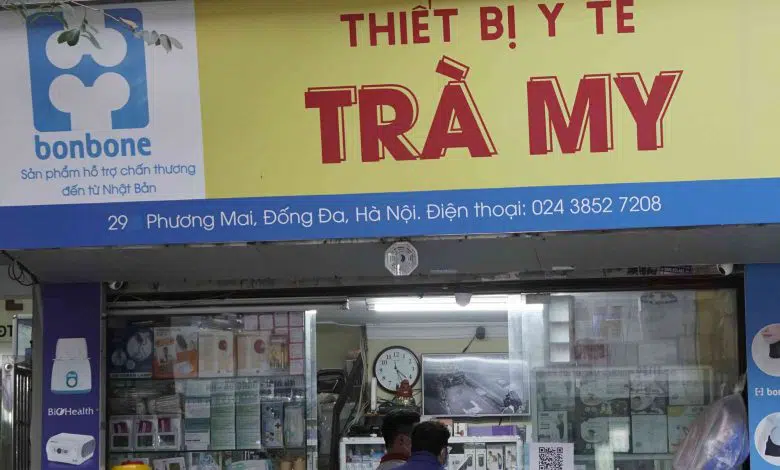 THIẾT BỊ Y TẾ
TRÀ MY
bonbone
Sản phẩm hỗ trợ chấn thương
đến từ Nhật Bản
29 Phương Mai, Đống Đa, Hà Nội. Điện thoại: 024 3852 7208
BiOHealth